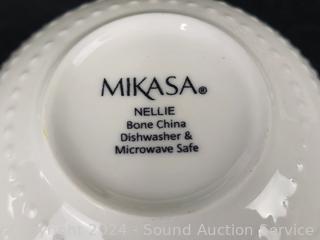 MIKASA®
NELLIE
Bone China
Dishwasher &
Microwave Safe
2024 - Sound Auction Service